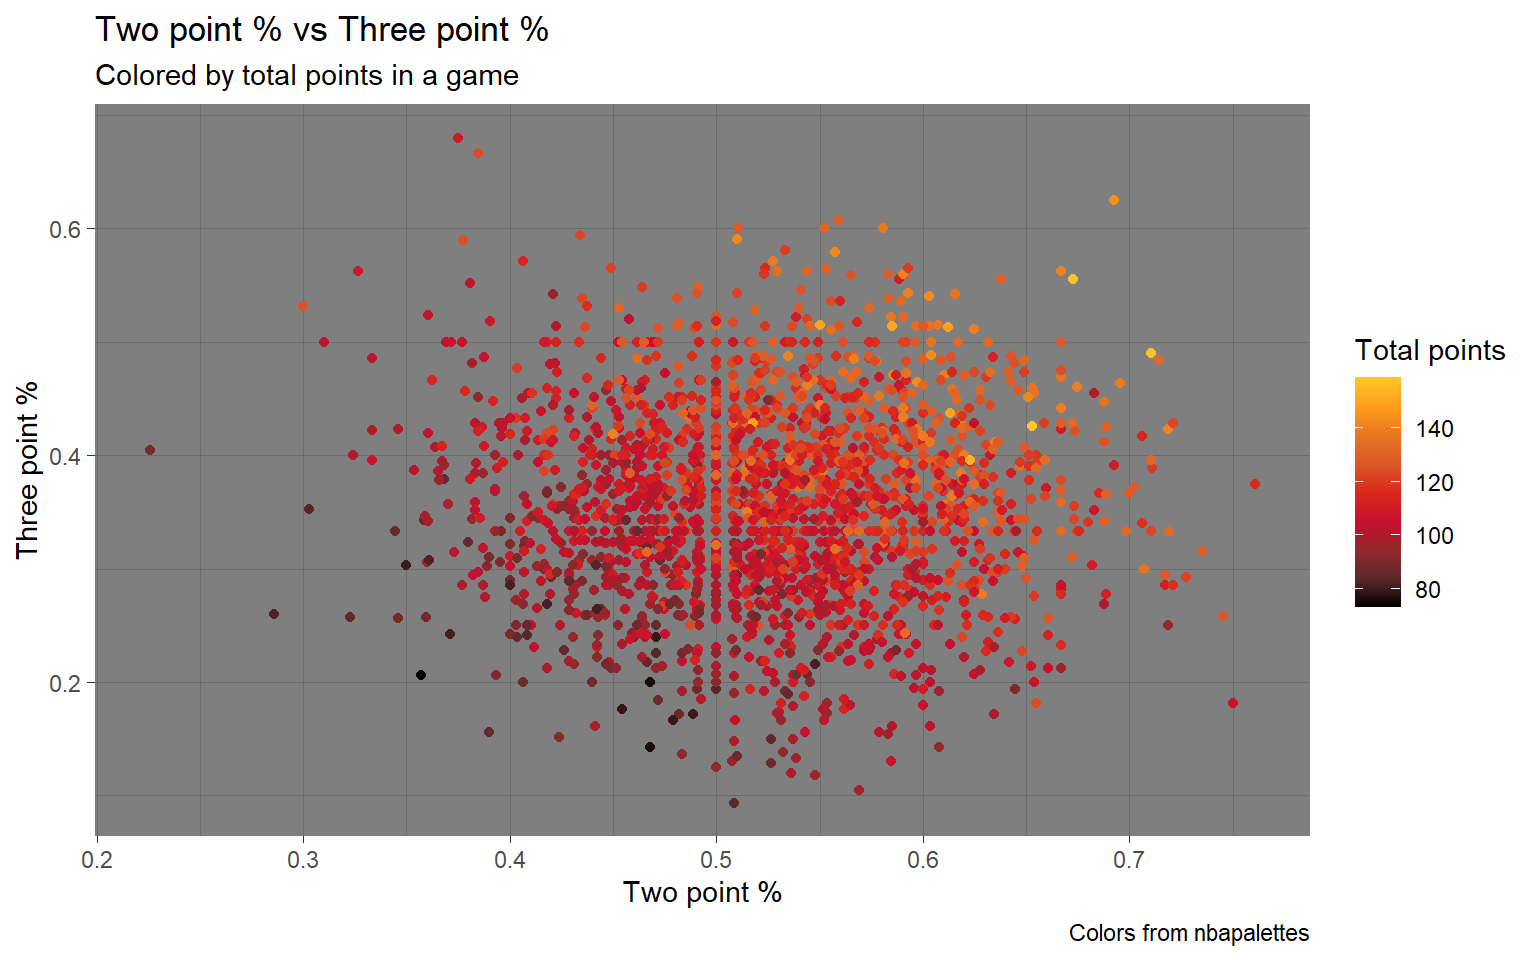 Two point % vs Three point %
Colored by total points in a game
Three point %
0.6
0.4
0.2
0.2 0.3 0.4 0.5 0.6 0.7
Two point %
Total points
140
120
100
80
Colors from nbapalettes